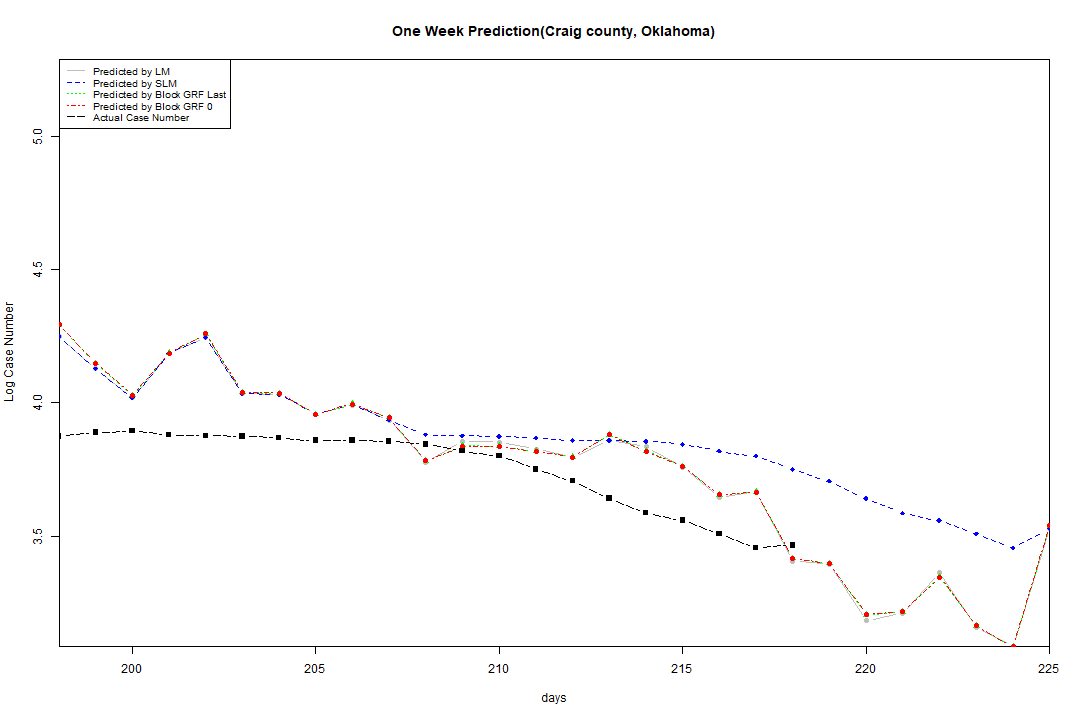 One Week Prediction(Craig county, Oklahoma)
Predicted by LM
Predicted by SLM
Predicted by Block GRF Last
Predicted by Block GRF 0
Actual Case Number
5.0
4.5
4.0
3.5
Log Case Number
200 205 210 215 220 225
days